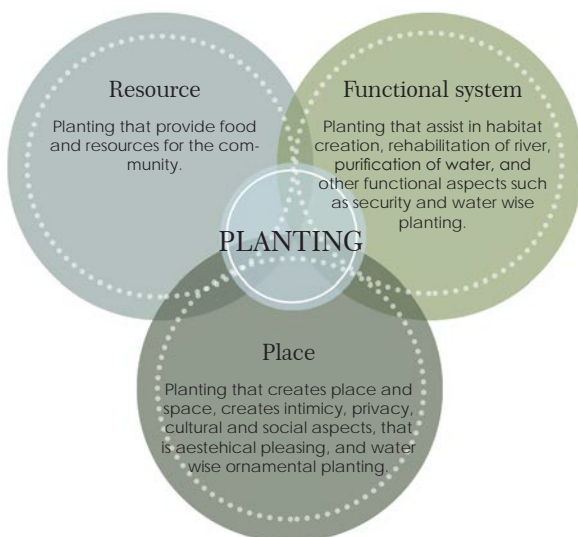 Resource
Planting that provide food
and resources for the com-
munity.
Functional system
Planting that assist in habitat
creation, rehabilitation of river,
purification of water, and
other functional aspects such
as security and water wise
planting.
PLANTING
Place
Planting that creates place and
space, creates intimicy, privacy,
cultural and social aspects, that
is aestehical pleasing, and water
wise ornamental planting.